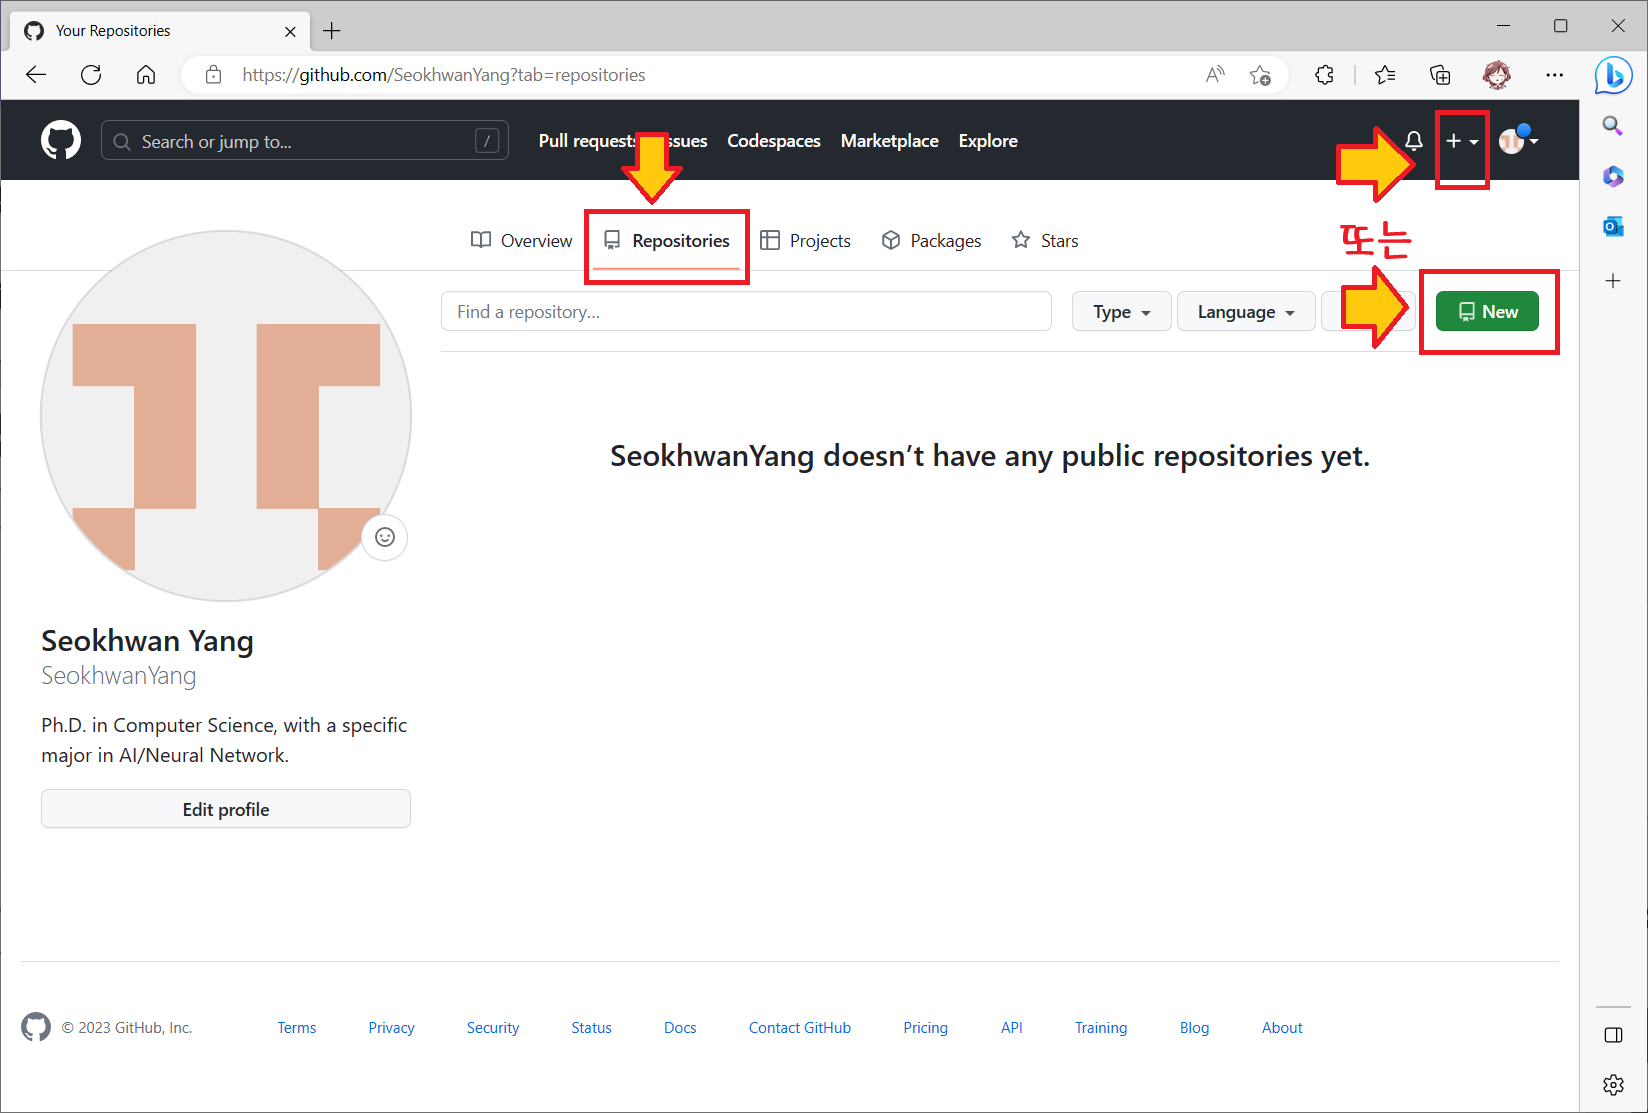 Your Repositories
https://github.com/SeokhwanYang?tab=repositories
Search or jump to...
/
Pull requests
Issues
Codespaces
Marketplace
Explore
또는
Overview
Repositories
Projects
Packages
Stars
Find a repository...
Type
Language
New
SeokhwanYang doesn’t have any public repositories yet.
Seokhwan Yang
SeokhwanYang
Ph.D. in Computer Science, with a specific
major in AI/Neural Network.
Edit profile
© 2023 GitHub, Inc.
Terms
Privacy
Security
Status
Docs
Contact GitHub
Pricing
API
Training
Blog
About